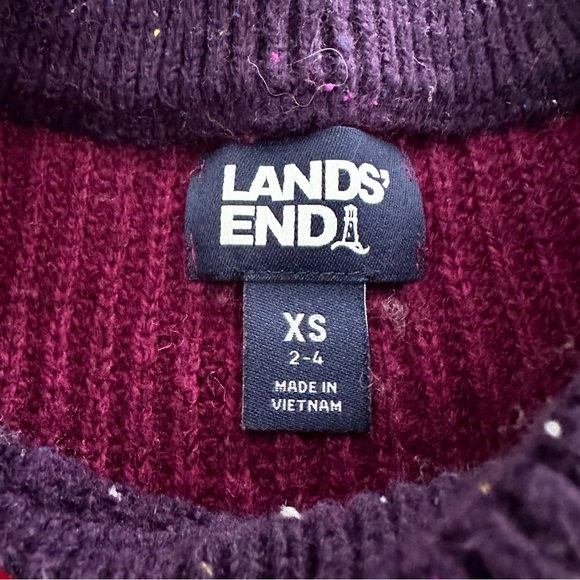 LANDS'
END
XS
2-4
MADE IN
VIETNAM